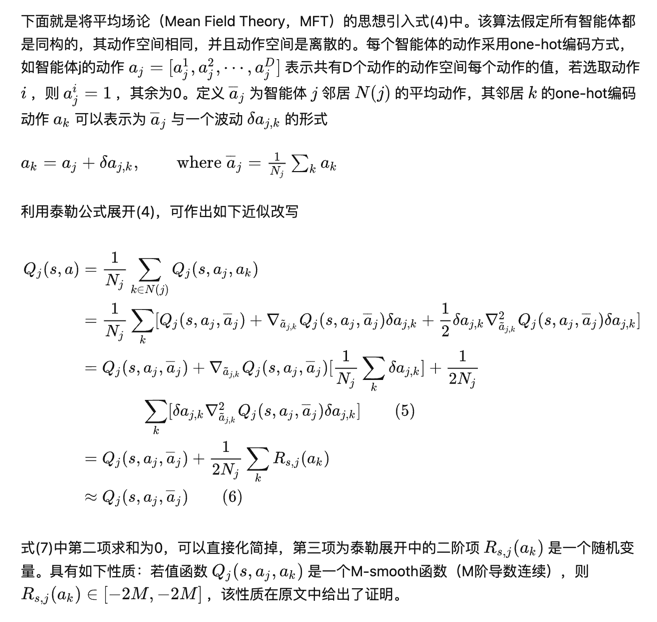 下面就是将平均场论（Mean Field Theory，MFT）的思想引入式(4)中。该算法假定所有智能体都
是同构的，其动作空间相同，并且动作空间是离散的。每个智能体的动作采用one-hot编码方式，
如智能体j的动作 $a_j = [a_j^1, a_j^2, \cdots, a_j^D]$ 表示共有D个动作的动作空间每个动作的值，若选取动作
$i$ ，则 $a_j^i = 1$ ，其余为0。定义 $\overline{a}_j$ 为智能体 $j$ 邻居 $N(j)$ 的平均动作，其邻居 $k$ 的one-hot编码
动作 $a_k$ 可以表示为 $\overline{a}_j$ 与一个波动 $\delta a_{j,k}$ 的形式
$a_k = a_j + \delta a_{j,k}, \quad \text{where } \overline{a}_j = \frac{1}{N_j} \sum_k a_k$
利用泰勒公式展开(4)，可作出如下近似改写
$Q_j(s,a) = \frac{1}{N_j} \sum_{k \in N(j)} Q_j(s, a_j, a_k)$
$= \frac{1}{N_j} \sum_k [Q_j(s, a_j, \overline{a}_j) + \nabla_{\tilde{a}_{j,k}} Q_j(s, a_j, \overline{a}_j) \delta a_{j,k} + \frac{1}{2} \delta a_{j,k} \nabla^2_{\tilde{a}_{j,k}} Q_j(s, a_j, \overline{a}_j) \delta a_{j,k}]$
$= Q_j(s, a_j, \overline{a}_j) + \nabla_{\tilde{a}_{j,k}} Q_j(s, a_j, \overline{a}_j) [\frac{1}{N_j} \sum_k \delta a_{j,k}] + \frac{1}{2N_j}$
$\sum_k [\delta a_{j,k} \nabla^2_{\tilde{a}_{j,k}} Q_j(s, a_j, \overline{a}_j) \delta a_{j,k}] \quad (5)$
$= Q_j(s, a_j, \overline{a}_j) + \frac{1}{2N_j} \sum_k R_{s,j}(a_k)$
$\approx Q_j(s, a_j, \overline{a}_j) \quad (6)$
式(7)中第二项求和为0，可以直接化简掉，第三项为泰勒展开中的二阶项 $R_{s,j}(a_k)$ 是一个随机变
量。具有如下性质：若值函数 $Q_j(s, a_j, a_k)$ 是一个M-smooth函数（M阶导数连续），则
$R_{s,j}(a_k) \in [-2M, -2M]$ ，该性质在原文中给出了证明。